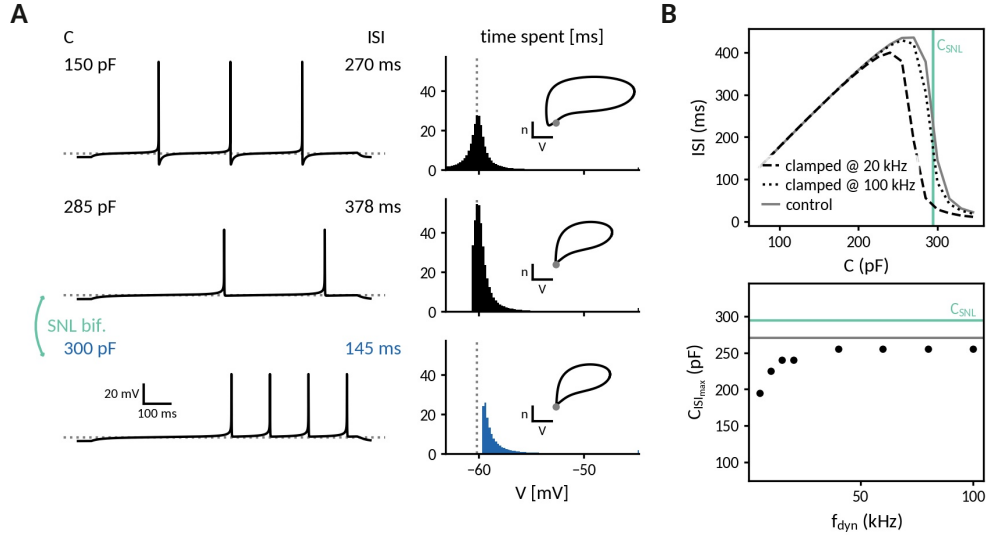 A
C
ISI
150 pF
270 ms
285 pF
378 ms
SNL bif.
300 pF
145 ms
20 mV
100 ms
time spent [ms]
40
20
0
n
V
40
20
0
n
V
40
20
0
n
V
−60
−50
V [mV]
B
400
300
200
100
0
ISI (ms)
C_SNL
clamped @ 20 kHz
clamped @ 100 kHz
control
100
200
300
C (pF)
300
250
200
150
100
C_ISI_max (pF)
C_SNL
50
100
f_dyn (kHz)